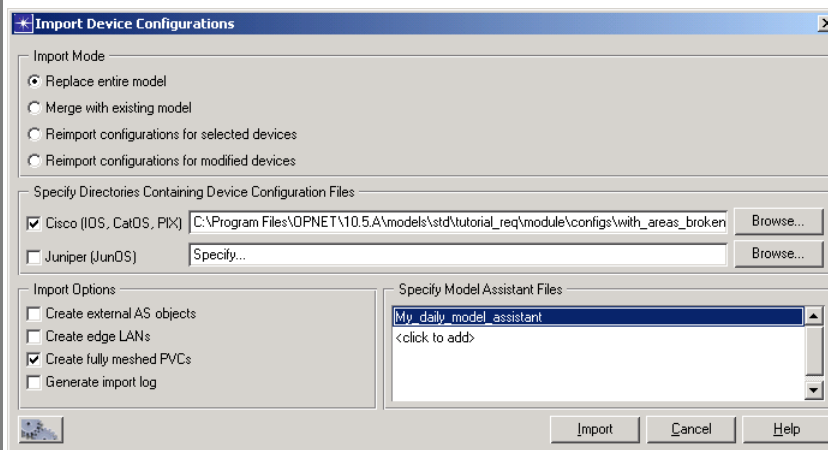 Import Device Configurations
Import Mode
Replace entire model
Merge with existing model
Reimport configurations for selected devices
Reimport configurations for modified devices
Specify Directories Containing Device Configuration Files
Cisco (IOS, CatOS, PIX) C:\Program Files\OPNET\10.5.A\models\std\tutorial_req\module\configs\with_areas_broken Browse...
Juniper (JunOS) Specify... Browse...
Import Options
Create external AS objects
Create edge LANs
Create fully meshed PVCs
Generate import log
Specify Model Assistant Files
My_daily_model_assistant
<click to add>
Import Cancel Help